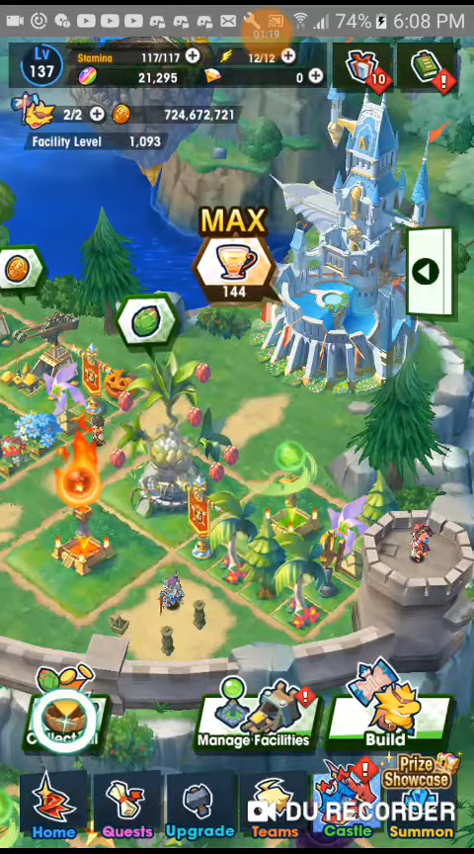 74% 6:08 PM
01:19
Lv
137
Stamina 117/117
12/12
21,295
0
10
2/2
724,672,721
Facility Level 1,093
MAX
144
Manage Facilities
Build
Prize
Showcase
Home
Quests
Upgrade
Teams
Castle
Summon
DU RECORDER